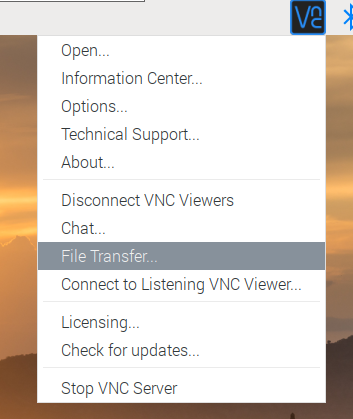 VNC
Open...
Information Center...
Options...
Technical Support...
About...
Disconnect VNC Viewers
Chat...
File Transfer...
Connect to Listening VNC Viewer...
Licensing...
Check for updates...
Stop VNC Server